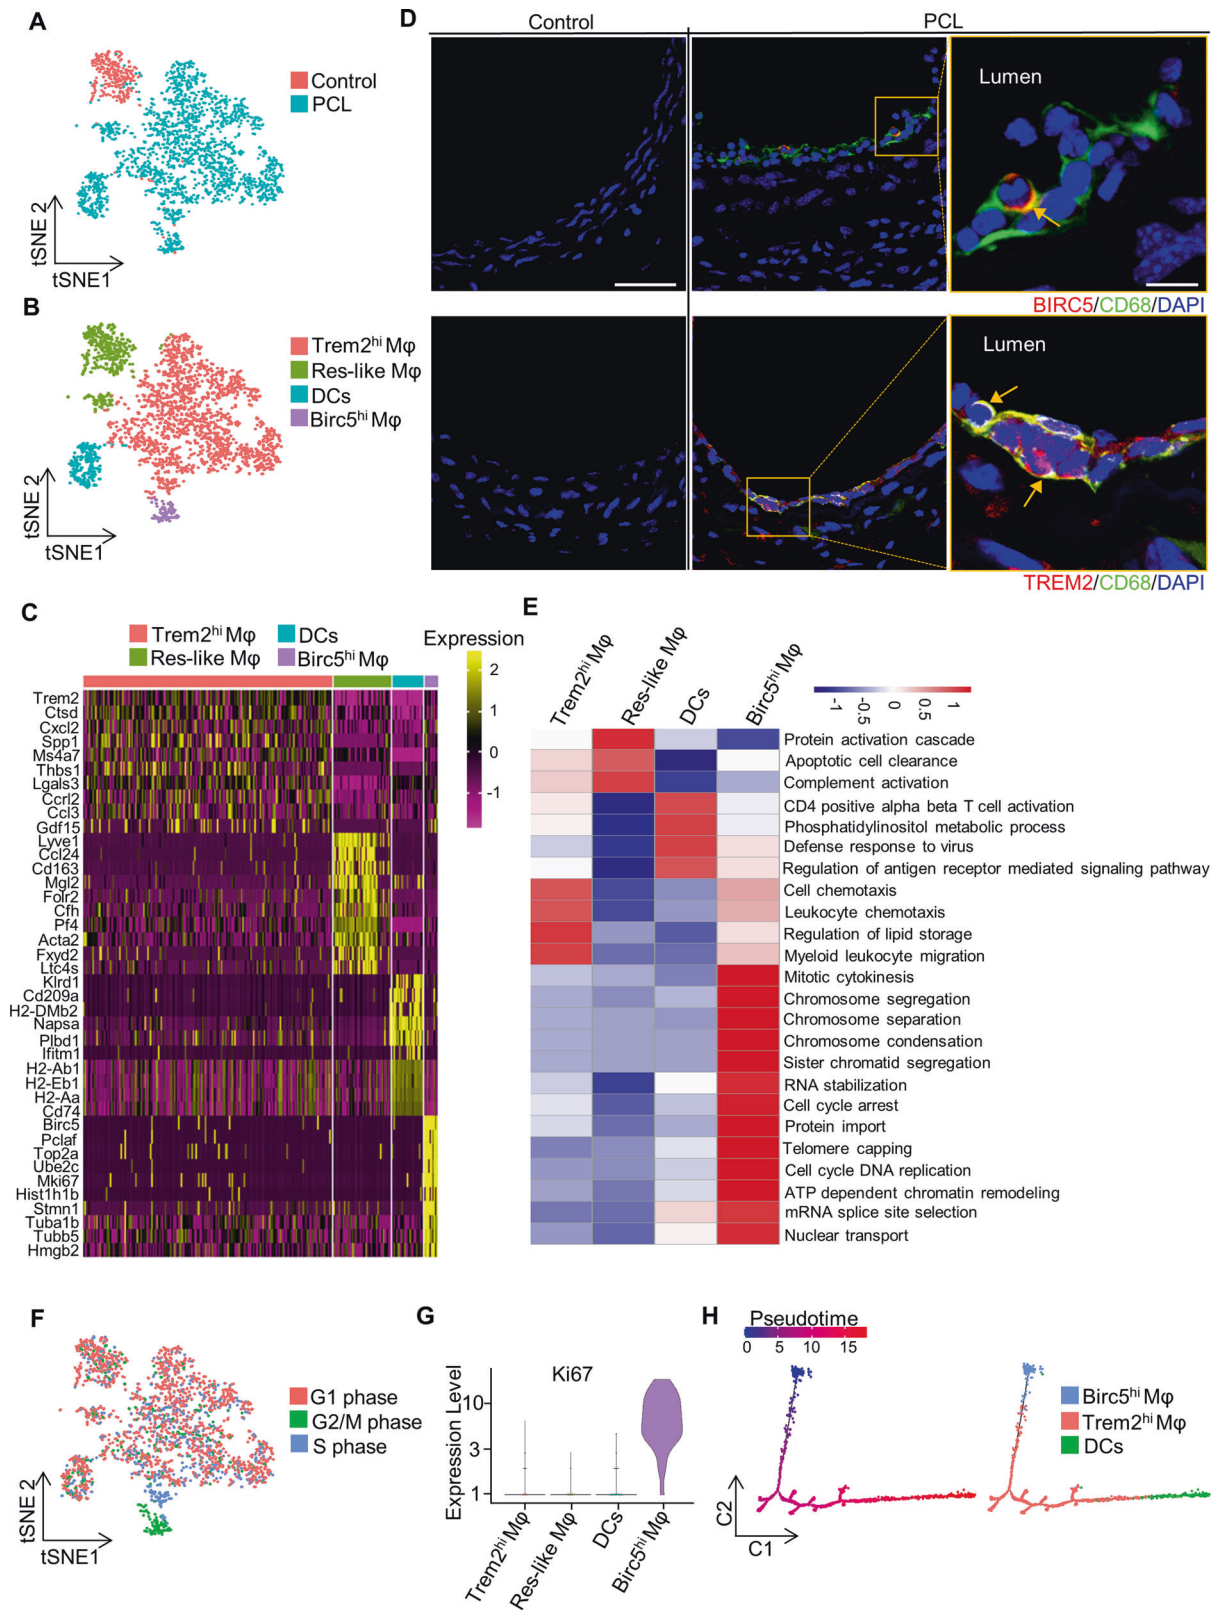 A
Control
PCL
tSNE 2
tSNE1
B
Trem2hi Mφ
Res-like Mφ
DCs
Birc5hi Mφ
tSNE 2
tSNE1
C
Trem2hi Mφ
DCs
Res-like Mφ
Birc5hi Mφ
Expression
2
1
0
-1
Trem2
Ctsd
Cxcl2
Spp1
Ms4a7
Thbs1
Lgals3
Ccrl2
Ccl3
Gdf15
Lyve1
Ccl24
Cd163
Mgl2
Folr2
Cfh
Pf4
Acta2
Fxyd2
Ltc4s
Klrd1
Cd209a
H2-DMb2
Napsa
Plbd1
Ifitm1
H2-Ab1
H2-Eb1
H2-Aa
Cd74
Birc5
Pclaf
Top2a
Ube2c
Mki67
Hist1h1b
Stmn1
Tuba1b
Tubb5
Hmgb2
D
Control
PCL
Lumen
BIRC5/CD68/DAPI
Lumen
TREM2/CD68/DAPI
E
Trem2hi Mφ
Res-like Mφ
DCs
Birc5hi Mφ
-1
-0.5
0
0.5
1
Protein activation cascade
Apoptotic cell clearance
Complement activation
CD4 positive alpha beta T cell activation
Phosphatidylinositol metabolic process
Defense response to virus
Regulation of antigen receptor mediated signaling pathway
Cell chemotaxis
Leukocyte chemotaxis
Regulation of lipid storage
Myeloid leukocyte migration
Mitotic cytokinesis
Chromosome segregation
Chromosome separation
Chromosome condensation
Sister chromatid segregation
RNA stabilization
Cell cycle arrest
Protein import
Telomere capping
Cell cycle DNA replication
ATP dependent chromatin remodeling
mRNA splice site selection
Nuclear transport
F
G1 phase
G2/M phase
S phase
tSNE 2
tSNE1
G
Ki67
Expression Level
10
3
1
Trem2hi Mφ
Res-like Mφ
DCs
Birc5hi Mφ
H
Pseudotime
0 5 10 15
Birc5hi Mφ
Trem2hi Mφ
DCs
C2
C1